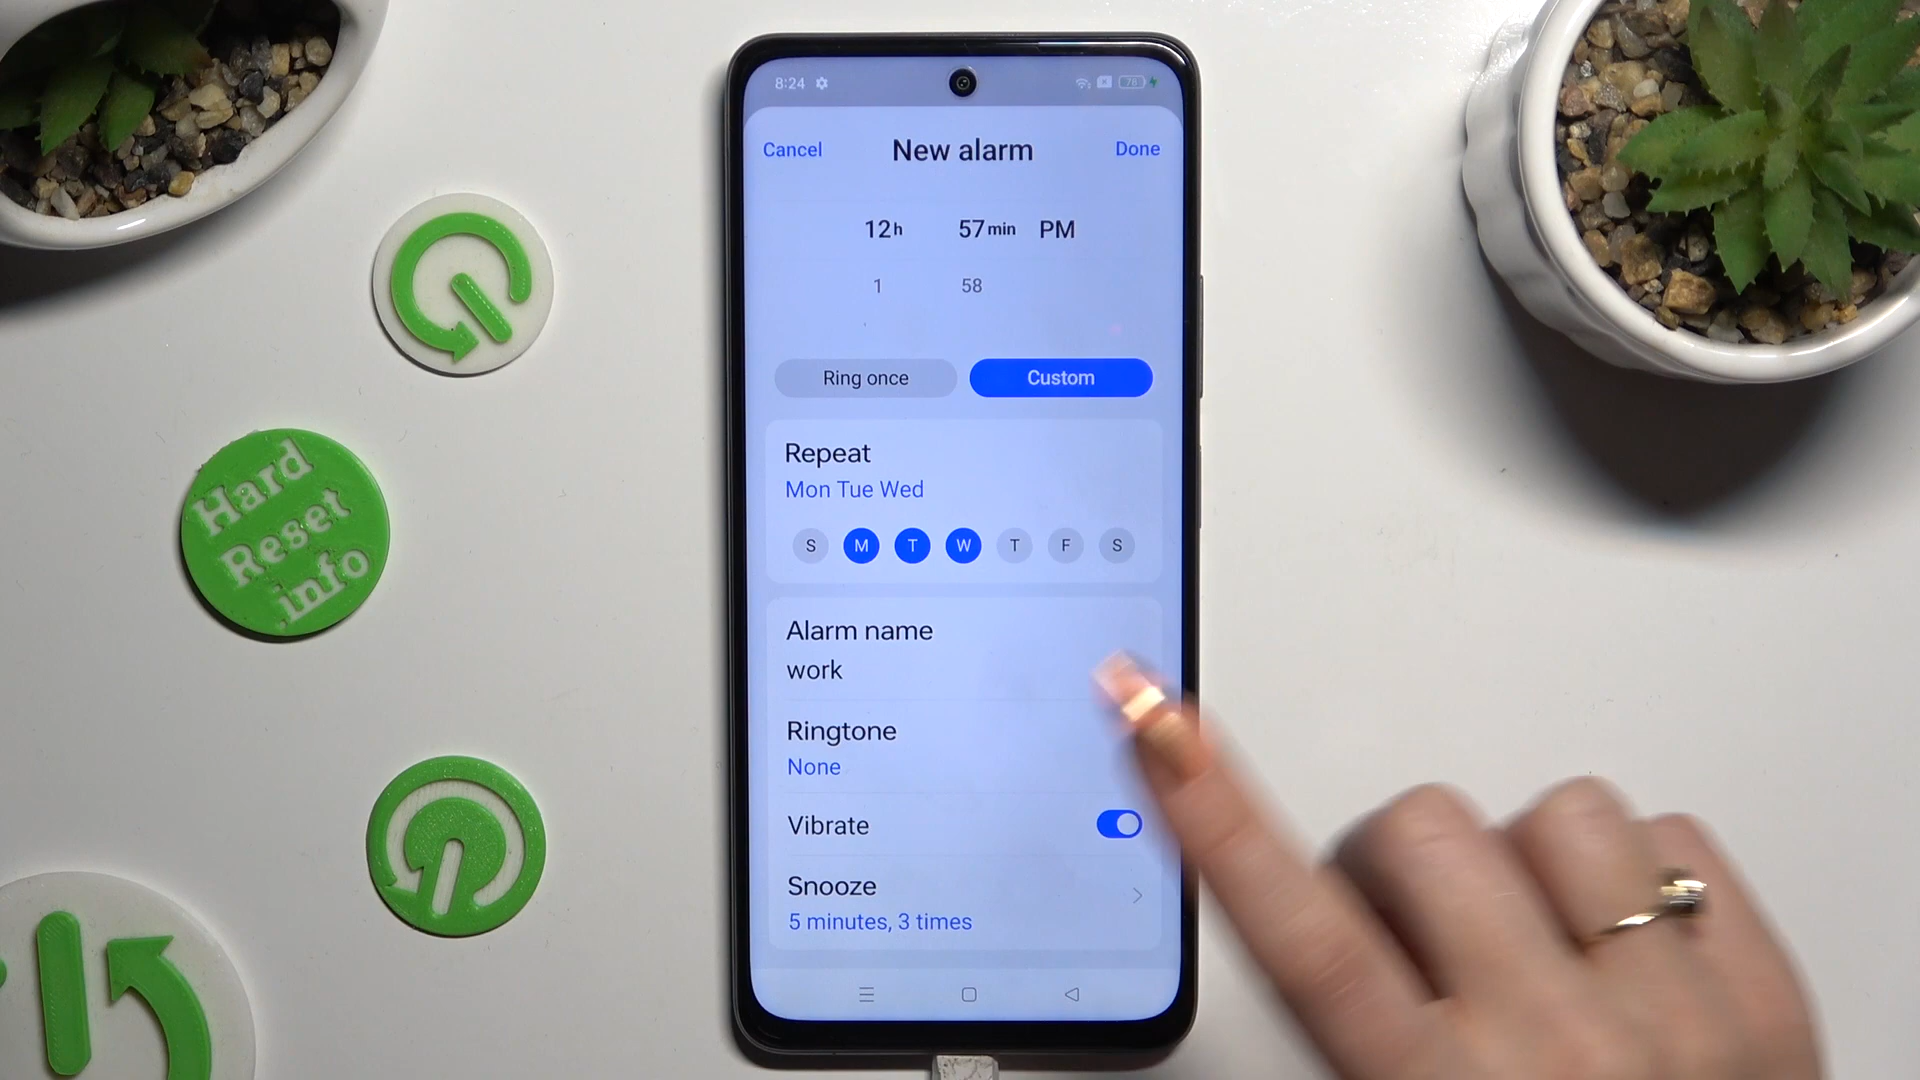 8:24
76
Cancel New alarm Done
12h 57min PM
1 58
Ring once Custom
Repeat
Mon Tue Wed
S M T W T F S
Alarm name
work
Ringtone
None
Vibrate
Snooze
5 minutes, 3 times
Hard
Reset
.info